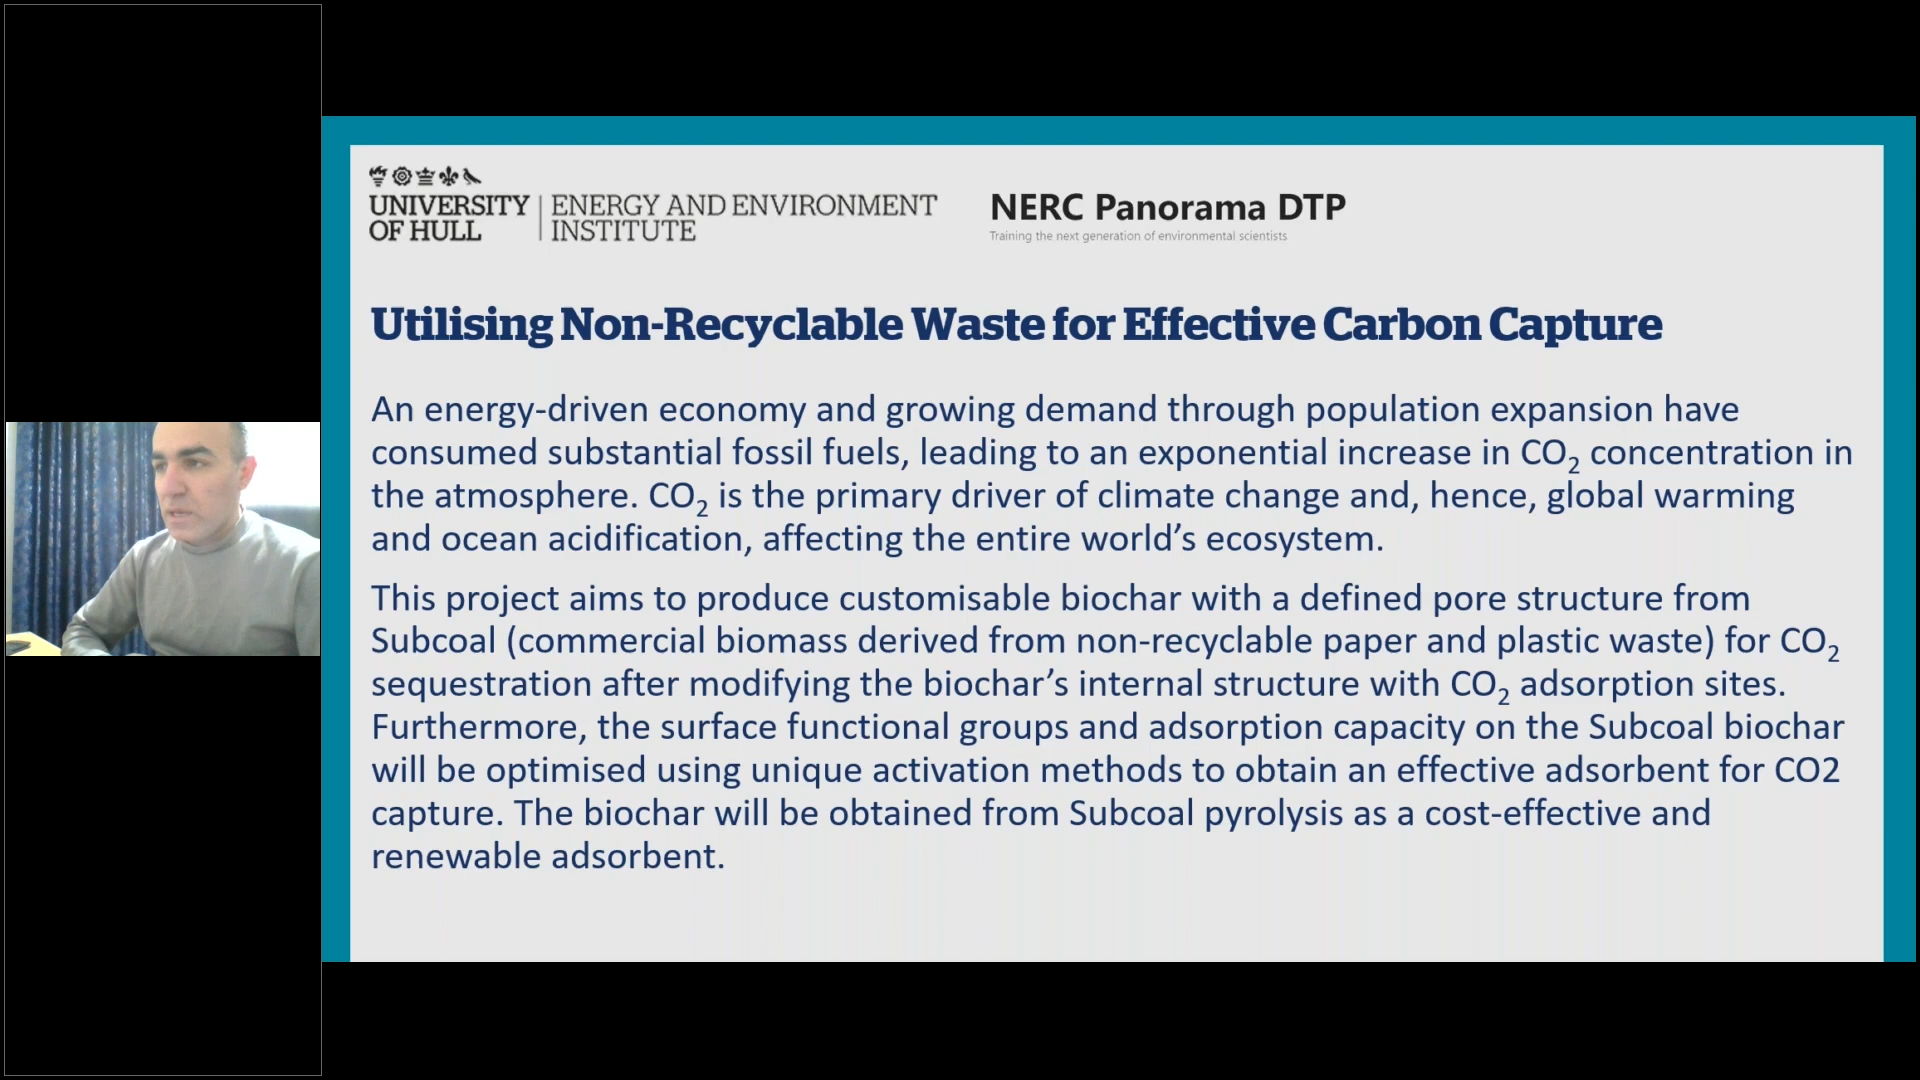 UNIVERSITY OF HULL
ENERGY AND ENVIRONMENT INSTITUTE
NERC Panorama DTP
Training the next generation of environmental scientists
Utilising Non-Recyclable Waste for Effective Carbon Capture
An energy-driven economy and growing demand through population expansion have
consumed substantial fossil fuels, leading to an exponential increase in CO₂ concentration in
the atmosphere. CO₂ is the primary driver of climate change and, hence, global warming
and ocean acidification, affecting the entire world’s ecosystem.
This project aims to produce customisable biochar with a defined pore structure from
Subcoal (commercial biomass derived from non-recyclable paper and plastic waste) for CO₂
sequestration after modifying the biochar’s internal structure with CO₂ adsorption sites.
Furthermore, the surface functional groups and adsorption capacity on the Subcoal biochar
will be optimised using unique activation methods to obtain an effective adsorbent for CO2
capture. The biochar will be obtained from Subcoal pyrolysis as a cost-effective and
renewable adsorbent.